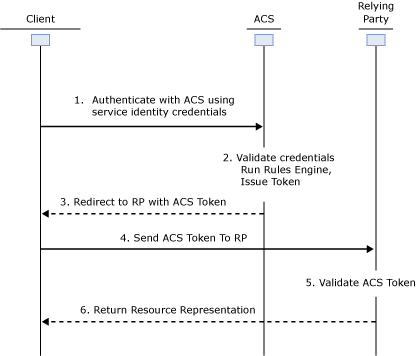 Client
ACS
Relying
Party
1. Authenticate with ACS using
service identity credentials
2. Validate credentials
Run Rules Engine,
Issue Token
3. Redirect to RP with ACS Token
4. Send ACS Token To RP
5. Validate ACS Token
6. Return Resource Representation